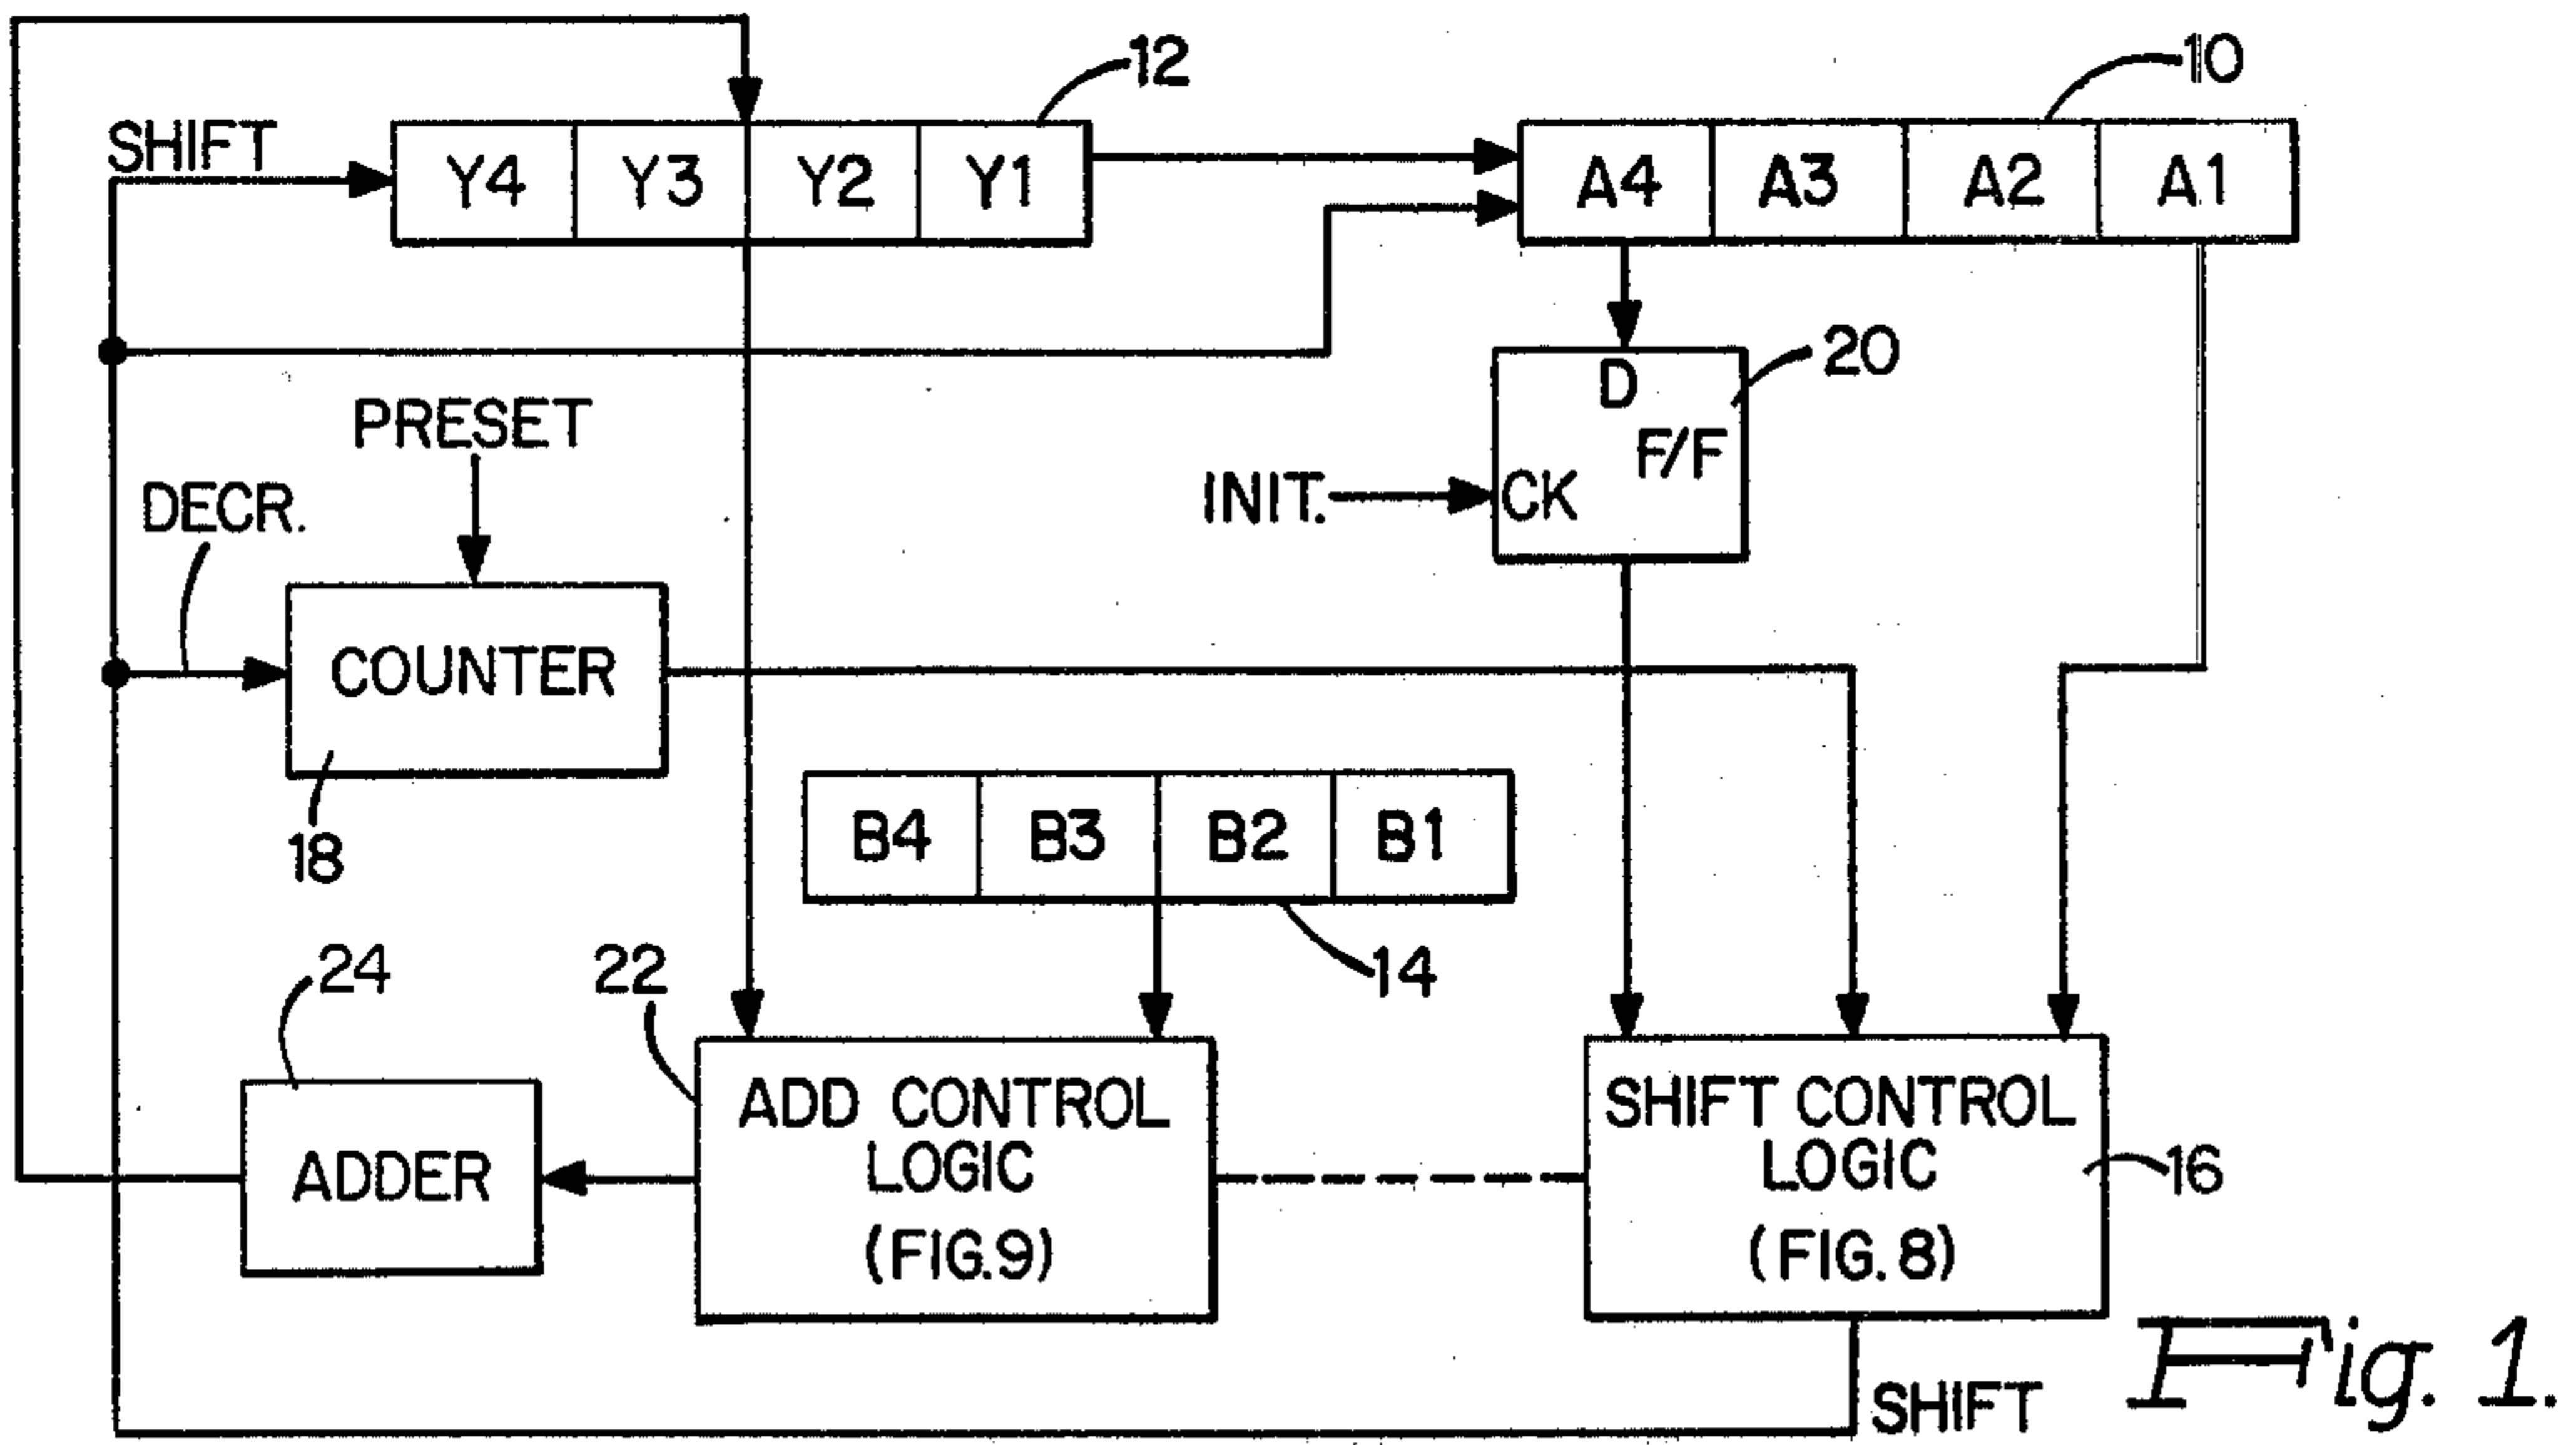 12
10
SHIFT
Y4 Y3 Y2 Y1
A4 A3 A2 A1
20
D
F/F
INIT. CK
PRESET
DECR.
COUNTER
18
B4 B3 B2 B1
14
24
22
ADD CONTROL
LOGIC
(FIG.9)
SHIFT CONTROL
LOGIC
(FIG. 8)
16
ADDER
SHIFT
Fig. 1.